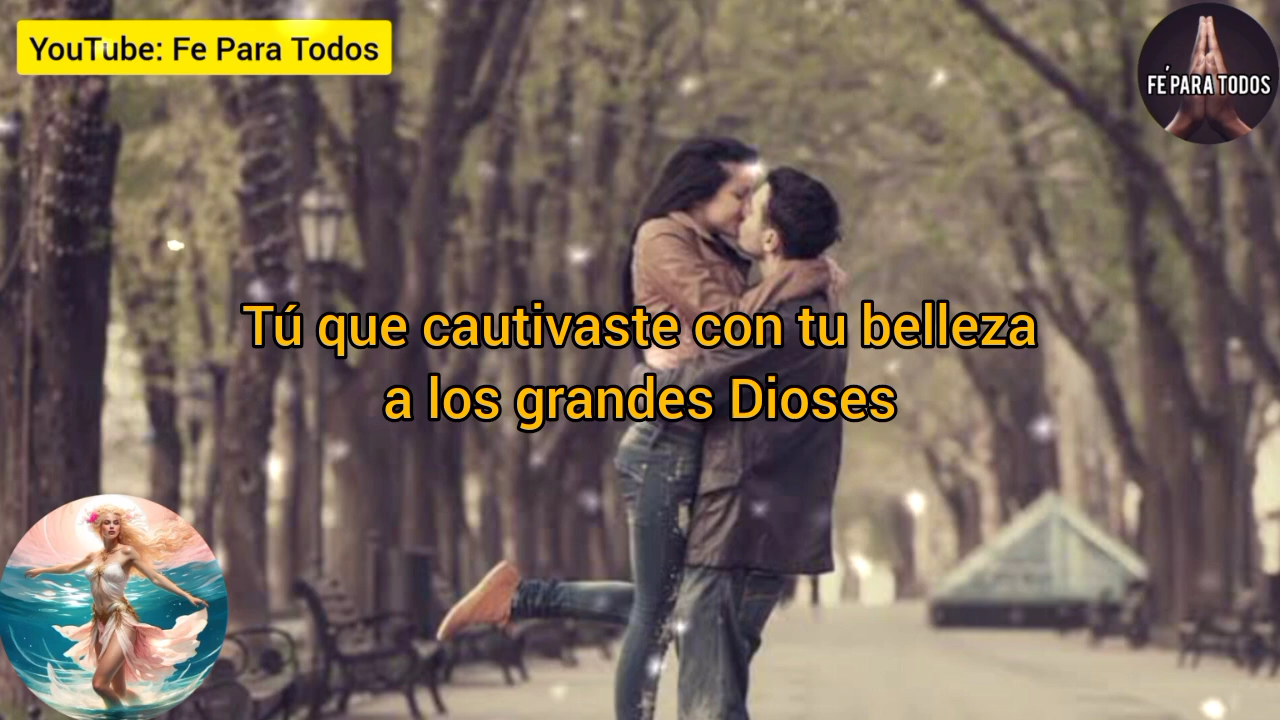 YouTube: Fe Para Todos
FÉ PARA TODOS
Tú que cautivaste con tu belleza
a los grandes Dioses